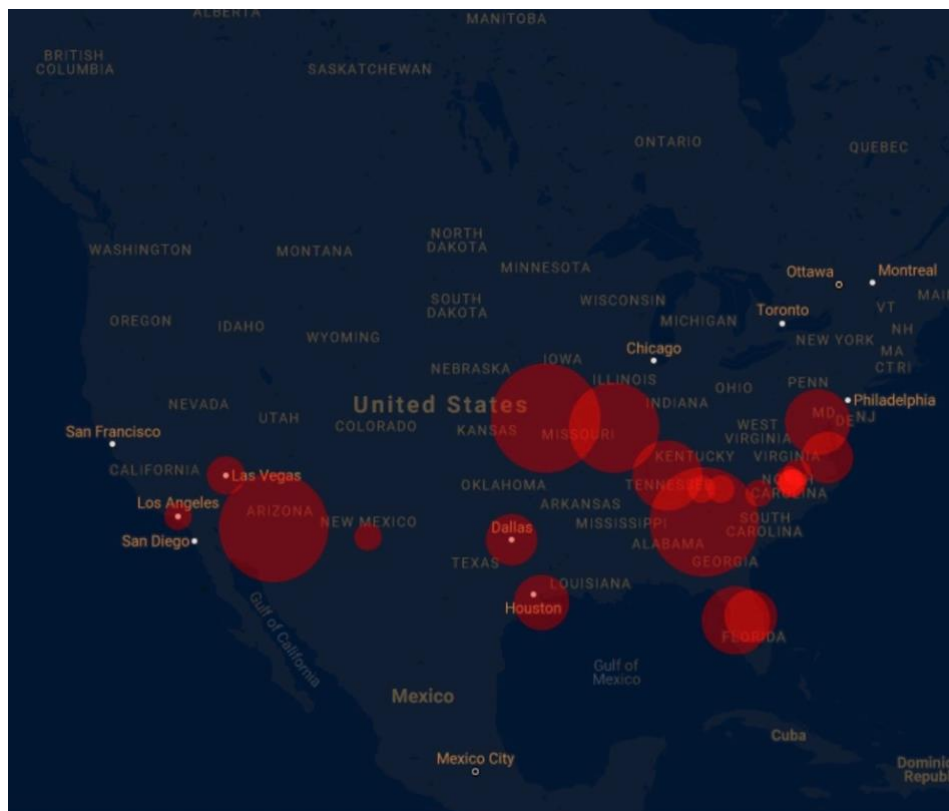 ALBERTA
MANITOBA
BRITISH
COLUMBIA
SASKATCHEWAN
ONTARIO
QUEBEC
WASHINGTON
MONTANA
NORTH
DAKOTA
MINNESOTA
Ottawa
Montreal
SOUTH
DAKOTA
WISCONSIN
MAI
VT
OREGON
IDAHO
WYOMING
MICHIGAN
Toronto
NH
NEW YORK
Chicago
MA
IOWA
CT RI
NEBRASKA
ILLINOIS
OHIO
PENN
NEVADA
United States
INDIANA
Philadelphia
UTAH
COLORADO
MD
DE
NJ
San Francisco
KANSAS
MISSOURI
WEST
VIRGINIA
KENTUCKY
VIRGINIA
CALIFORNIA
Las Vegas
OKLAHOMA
TENNESSEE
NORTH
CAROLINA
Los Angeles
ARIZONA
NEW MEXICO
ARKANSAS
Dallas
MISSISSIPPI
SOUTH
CAROLINA
San Diego
ALABAMA
TEXAS
GEORGIA
LOUISIANA
Houston
Gulf of California
FLORIDA
Gulf of
Mexico
Mexico
Cuba
Mexico City
Domini
Republ